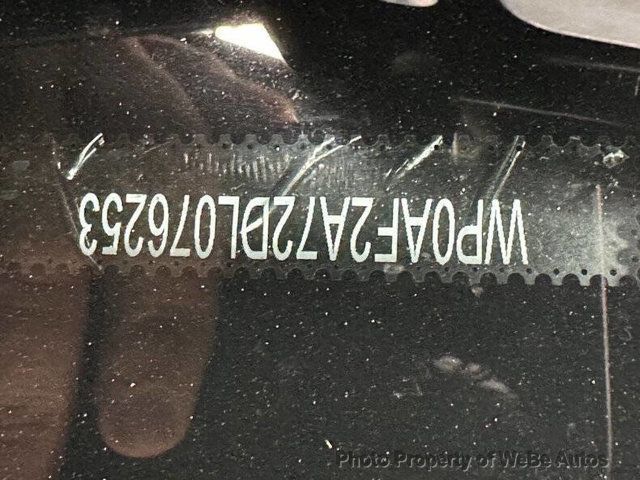 WP0AF2A72DL076253
Photo Property of WeBe Autos